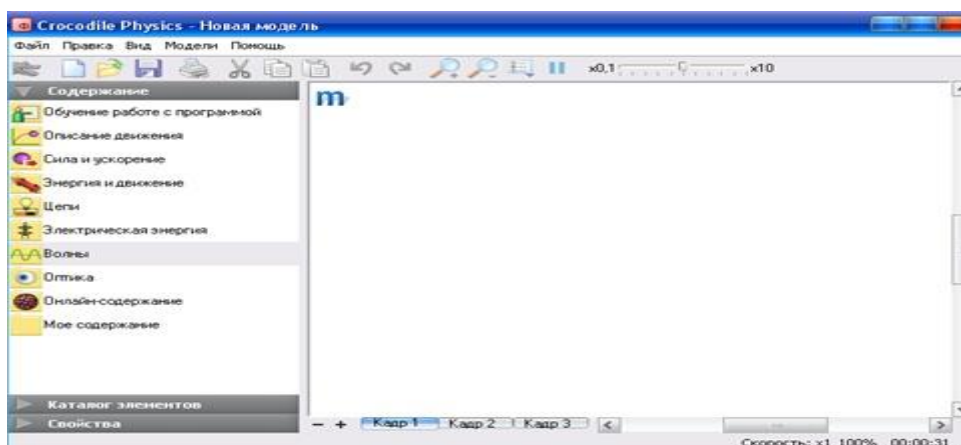 Crocodile Physics - Новая модель
Файл Правка Вид Модели Помощь
x0,1 x10
Содержание
Обучение работе с программой
Описание движения
Сила и ускорение
Энергия и движение
Цепи
Электрическая энергия
Волны
Оптика
Онлайн-содержание
Мое содержание
Каталог элементов
Свойства
m
- + Кадр 1 Кадр 2 Кадр 3
Скорость: x1 100% 00:00:31